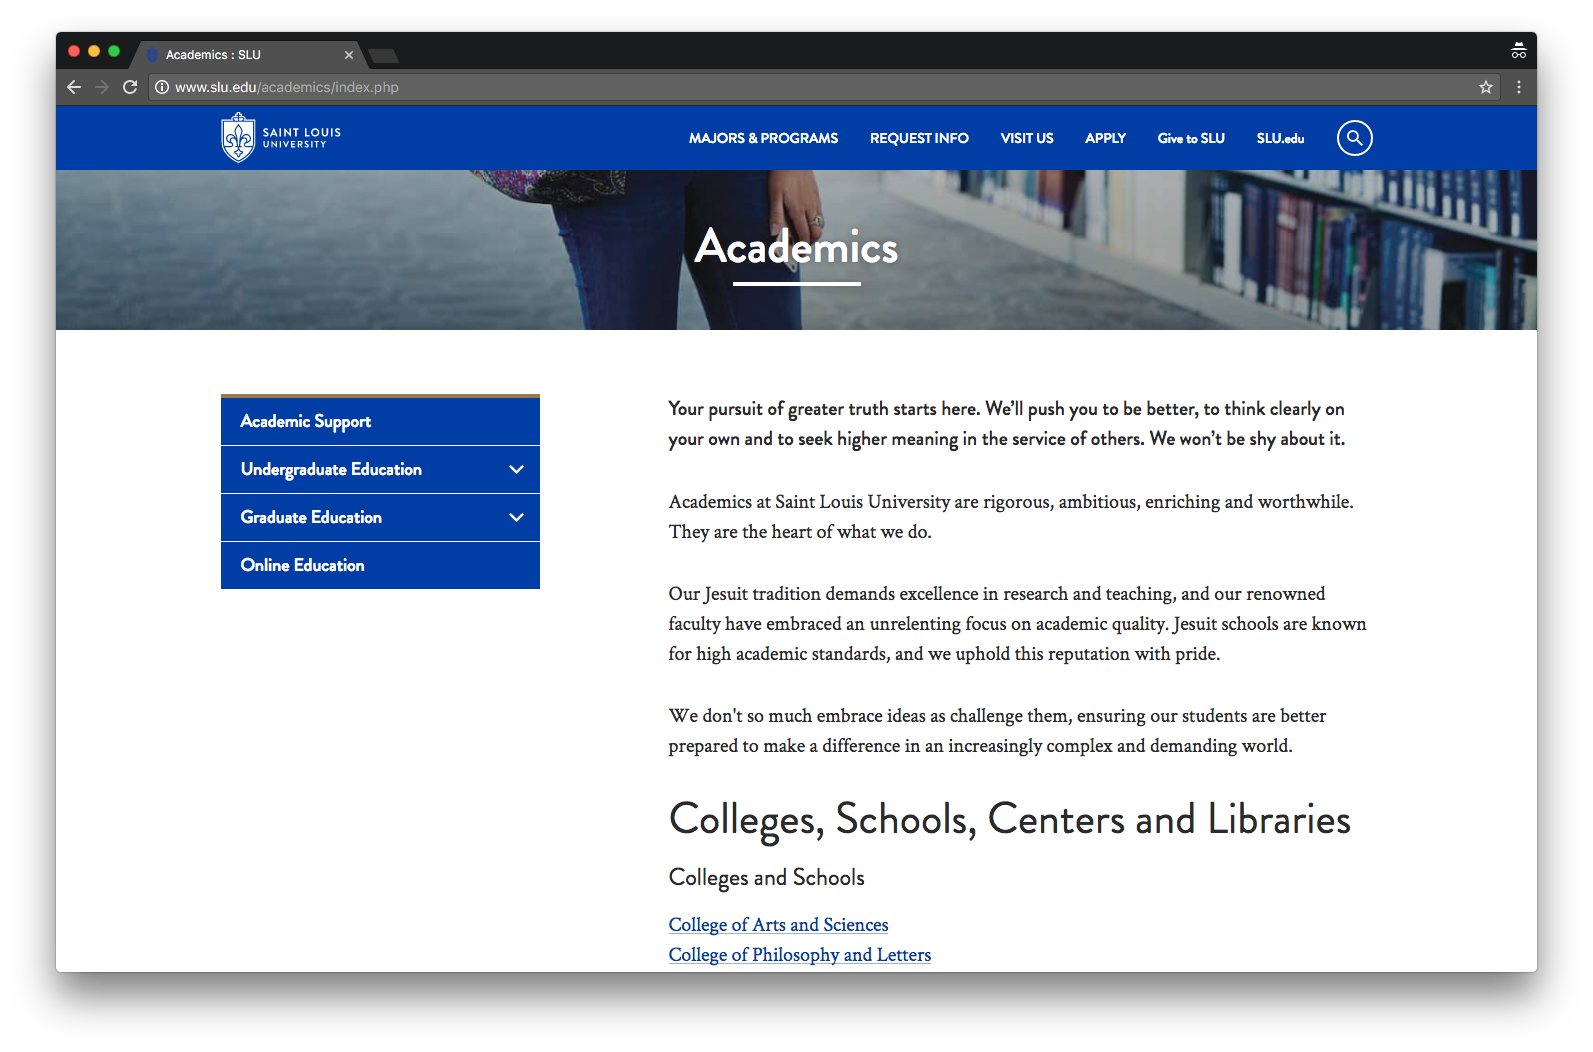 Academics : SLU
www.slu.edu/academics/index.php
SAINT LOUIS
UNIVERSITY
MAJORS & PROGRAMS
REQUEST INFO
VISIT US
APPLY
Give to SLU
SLU.edu
Academics
Academic Support
Undergraduate Education
Graduate Education
Online Education
Your pursuit of greater truth starts here. We’ll push you to be better, to think clearly on
your own and to seek higher meaning in the service of others. We won’t be shy about it.
Academics at Saint Louis University are rigorous, ambitious, enriching and worthwhile.
They are the heart of what we do.
Our Jesuit tradition demands excellence in research and teaching, and our renowned
faculty have embraced an unrelenting focus on academic quality. Jesuit schools are known
for high academic standards, and we uphold this reputation with pride.
We don't so much embrace ideas as challenge them, ensuring our students are better
prepared to make a difference in an increasingly complex and demanding world.
Colleges, Schools, Centers and Libraries
Colleges and Schools
College of Arts and Sciences
College of Philosophy and Letters